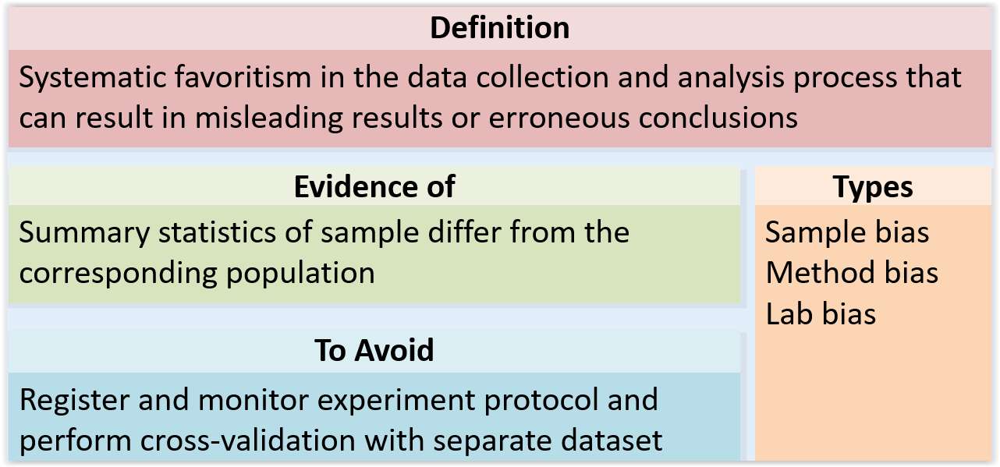 Definition
Systematic favoritism in the data collection and analysis process that
can result in misleading results or erroneous conclusions
Evidence of
Summary statistics of sample differ from the
corresponding population
Types
Sample bias
Method bias
Lab bias
To Avoid
Register and monitor experiment protocol and
perform cross-validation with separate dataset